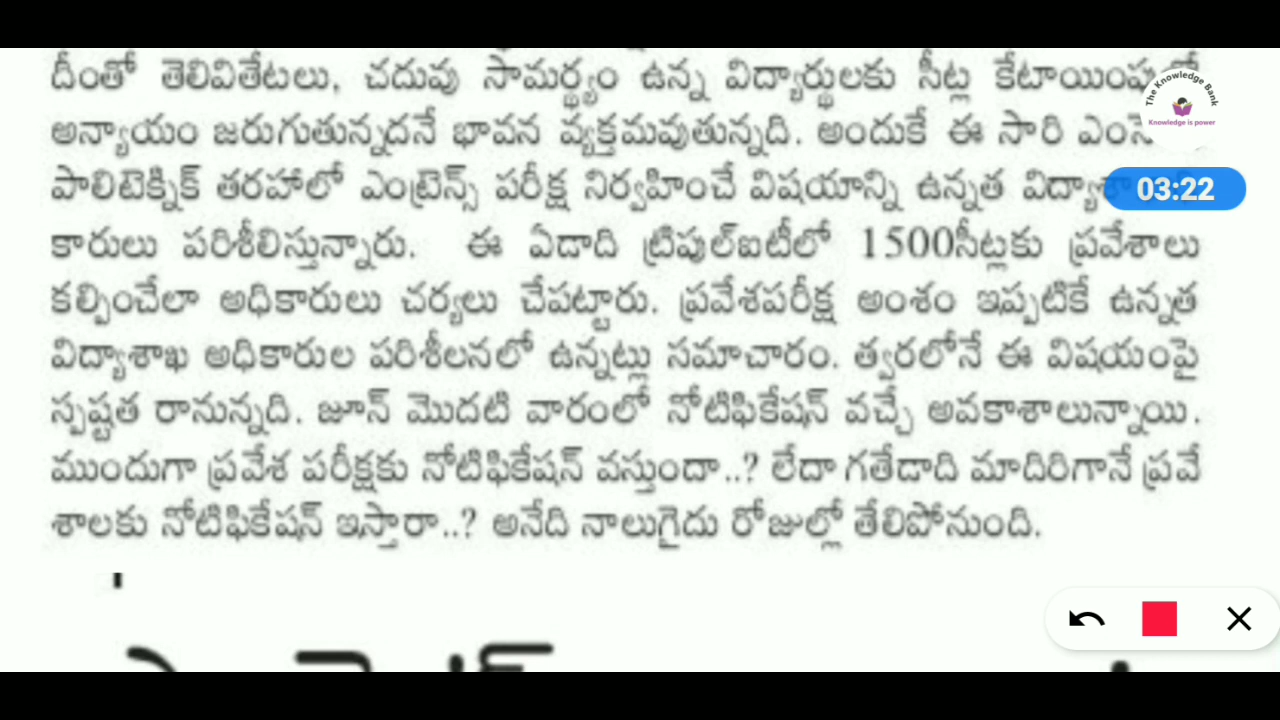 దీంతో తెలివితేటలు, చదువు సామర్థ్యం ఉన్న విద్యార్థులకు సీట్ల
The Knowledge Bank
Knowledge is power
అన్యాయం జరుగుతున్నదనే భావన వ్యక్తమవుతున్నది. అందుకే ఈ సారి
పాలిటెక్నిక్ తరహాలో ఎంట్రెన్స్ పరీక్ష నిర్వహించే విషయాన్ని ఉన్నత
03:22
కారులు పరిశీలిస్తున్నారు. ఈ ఏడాది ట్రిపుల్ఐటీలో 1500సీట్లకు ప్రవేశాలు
కల్పించేలా అధికారులు చర్యలు చేపట్టారు. ప్రవేశపరీక్ష అంశం ఇప్పటికే ఉన్నత
విద్యాశాఖ అధికారుల పరిశీలనలో ఉన్నట్లు సమాచారం. త్వరలోనే ఈ విషయంపై
స్పష్టత రానున్నది. జూన్ మొదటి వారంలో నోటిఫికేషన్ వచ్చే అవకాశాలున్నాయి.
ముందుగా ప్రవేశ పరీక్షకు నోటిఫికేషన్ వస్తుందా..? లేదా గతేడాది మాదిరిగానే ప్రవే
శాలకు నోటిఫికేషన్ ఇస్తారా..? అనేది నాలుగైదు రోజుల్లో తేలిపోనుంది.